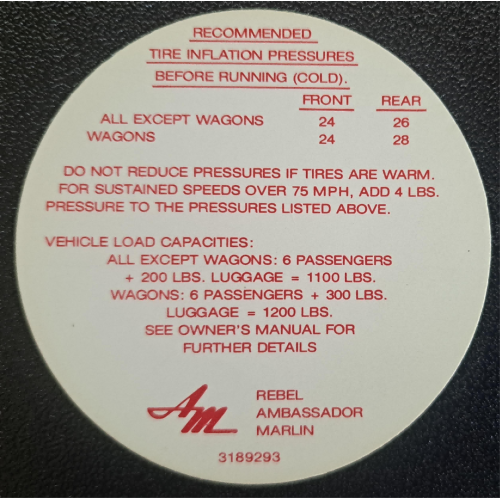 RECOMMENDED
TIRE INFLATION PRESSURES
BEFORE RUNNING (COLD).
FRONT REAR
ALL EXCEPT WAGONS 24 26
WAGONS 24 28
DO NOT REDUCE PRESSURES IF TIRES ARE WARM.
FOR SUSTAINED SPEEDS OVER 75 MPH, ADD 4 LBS.
PRESSURE TO THE PRESSURES LISTED ABOVE.
VEHICLE LOAD CAPACITIES:
ALL EXCEPT WAGONS: 6 PASSENGERS
+ 200 LBS. LUGGAGE = 1100 LBS.
WAGONS: 6 PASSENGERS + 300 LBS.
LUGGAGE = 1200 LBS.
SEE OWNER'S MANUAL FOR
FURTHER DETAILS
AM
REBEL
AMBASSADOR
MARLIN
3189293